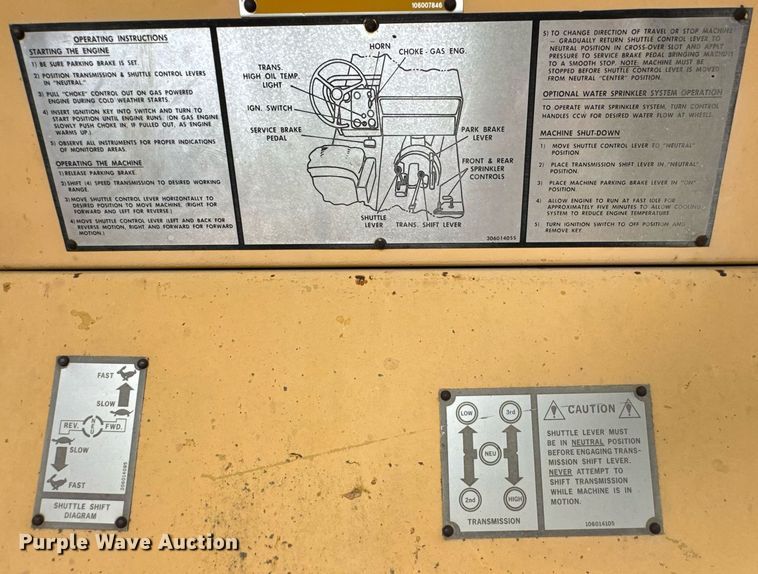 106007846
OPERATING INSTRUCTIONS
STARTING THE ENGINE
1) BE SURE PARKING BRAKE IS SET.
2) POSITION TRANSMISSION & SHUTTLE CONTROL LEVERS
IN "NEUTRAL."
3) PULL "CHOKE" CONTROL OUT ON GAS POWERED
ENGINE DURING COLD WEATHER STARTS.
4) INSERT IGNITION KEY INTO SWITCH AND TURN TO
START POSITION UNTIL ENGINE RUNS. (ON GAS ENGINE
SLOWLY PUSH CHOKE IN, IF PULLED OUT, AS ENGINE
WARMS UP.)
5) OBSERVE ALL INSTRUMENTS FOR PROPER INDICATIONS
OF MONITORED AREAS.
OPERATING THE MACHINE
1) RELEASE PARKING BRAKE.
2) SHIFT (4) SPEED TRANSMISSION TO DESIRED WORKING
RANGE.
3) MOVE SHUTTLE CONTROL LEVER HORIZONTALLY TO
DESIRED POSITION TO MOVE MACHINE. (RIGHT FOR
FORWARD AND LEFT FOR REVERSE.)
4) MOVE SHUTTLE CONTROL LEVER LEFT AND BACK FOR
REVERSE MOTION, RIGHT AND FORWARD FOR FORWARD
MOTION.)
HORN
CHOKE - GAS ENG.
TRANS.
HIGH OIL TEMP.
LIGHT
IGN. SWITCH
SERVICE BRAKE
PEDAL
PARK BRAKE
LEVER
FRONT & REAR
SPRINKLER
CONTROLS
SHUTTLE
LEVER
TRANS. SHIFT LEVER
306014055
5) TO CHANGE DIRECTION OF TRAVEL OR STOP MACHINE
— GRADUALLY RETURN SHUTTLE CONTROL LEVER TO
NEUTRAL POSITION IN CROSS-OVER SLOT AND APPLY
PRESSURE TO SERVICE BRAKE PEDAL BRINGING MACHINE
TO A SMOOTH STOP. NOTE: MACHINE MUST BE
STOPPED BEFORE SHUTTLE CONTROL LEVER IS MOVED
FROM NEUTRAL "CENTER" POSITION.
OPTIONAL WATER SPRINKLER SYSTEM OPERATION
TO OPERATE WATER SPRINKLER SYSTEM, TURN CONTROL
HANDLES CCW FOR DESIRED WATER FLOW AT WHEELS.
MACHINE SHUT-DOWN
1) MOVE SHUTTLE CONTROL LEVER TO "NEUTRAL"
POSITION.
2) PLACE TRANSMISSION SHIFT LEVER IN "NEUTRAL"
POSITION.
3) PLACE MACHINE PARKING BRAKE LEVER IN "ON"
POSITION.
4) ALLOW ENGINE TO RUN AT FAST IDLE FOR
APPROXIMATELY FIVE MINUTES TO ALLOW COOLING
SYSTEM TO REDUCE ENGINE TEMPERATURE
5) TURN IGNITION SWITCH TO OFF POSITION AND
REMOVE KEY.
FAST
SLOW
REV. NEU FWD.
SLOW
FAST
306014085
SHUTTLE SHIFT
DIAGRAM
LOW 3rd
NEU
2nd HIGH
TRANSMISSION
CAUTION
SHUTTLE LEVER MUST
BE IN NEUTRAL POSITION
BEFORE ENGAGING TRANS-
MISSION SHIFT LEVER.
NEVER ATTEMPT TO
SHIFT TRANSMISSION
WHILE MACHINE IS IN
MOTION.
106014105
Purple Wave Auction